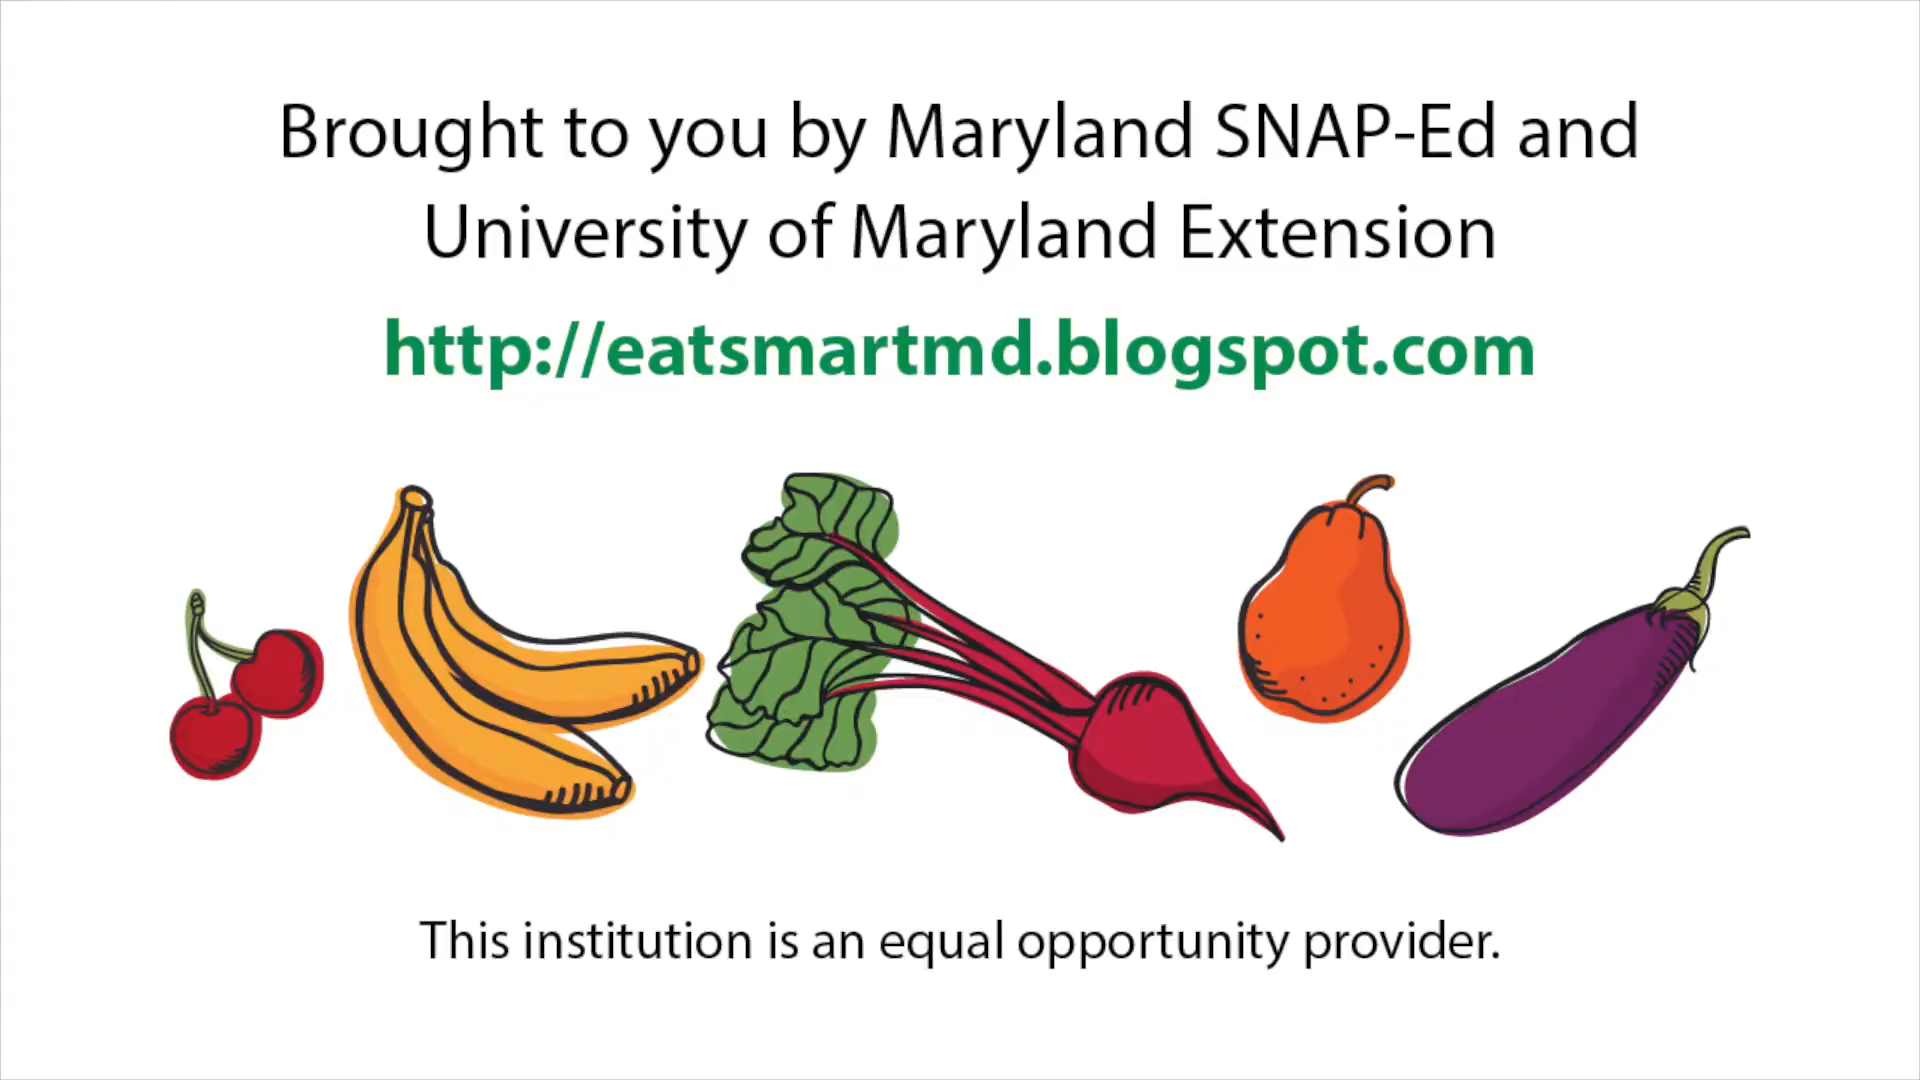 Brought to you by Maryland SNAP-Ed and
University of Maryland Extension
http://eatsmartmd.blogspot.com
This institution is an equal opportunity provider.